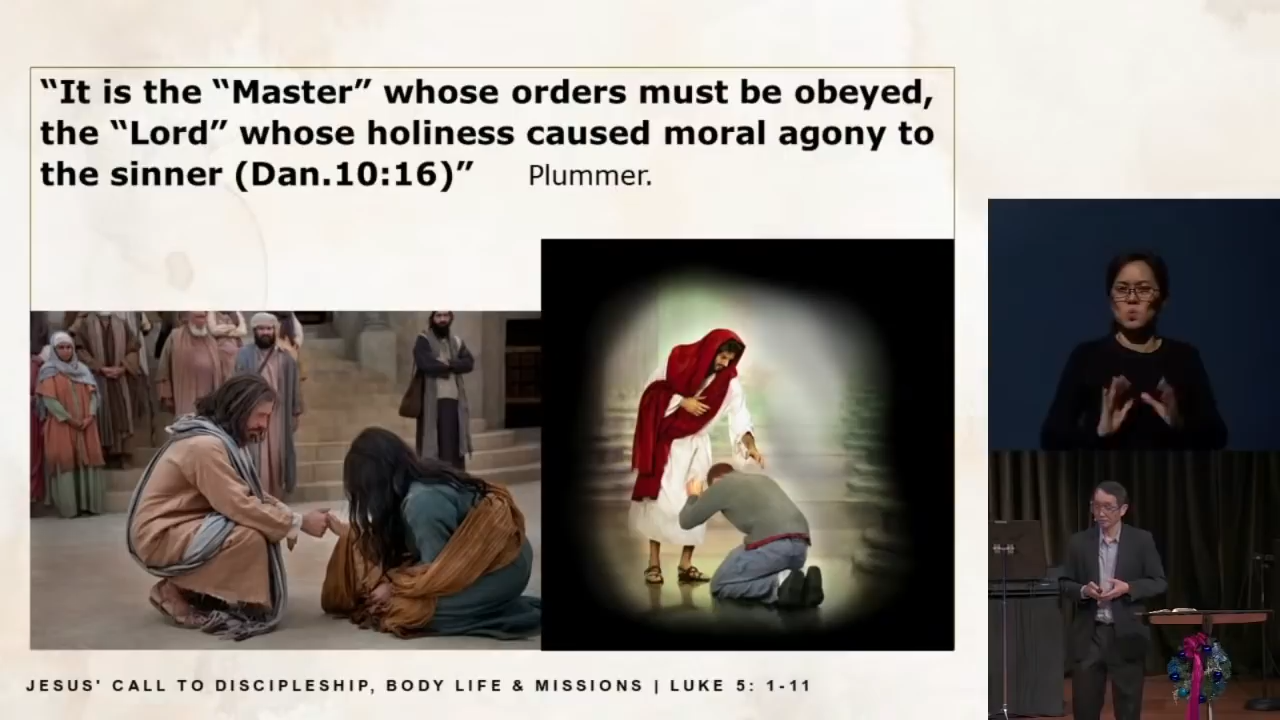 “It is the “Master” whose orders must be obeyed,
the “Lord” whose holiness caused moral agony to
the sinner (Dan.10:16)” Plummer.
JESUS' CALL TO DISCIPLESHIP, BODY LIFE & MISSIONS | LUKE 5: 1-11